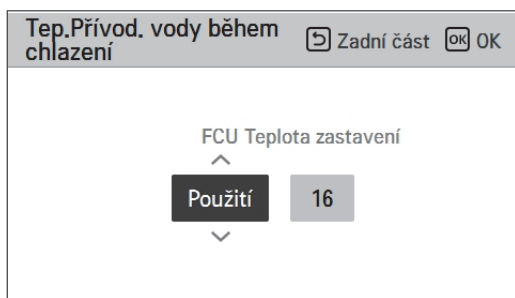 Tep.Přívod. vody během
chlazení
Zadní část OK OK
FCU Teplota zastavení
Použití 16